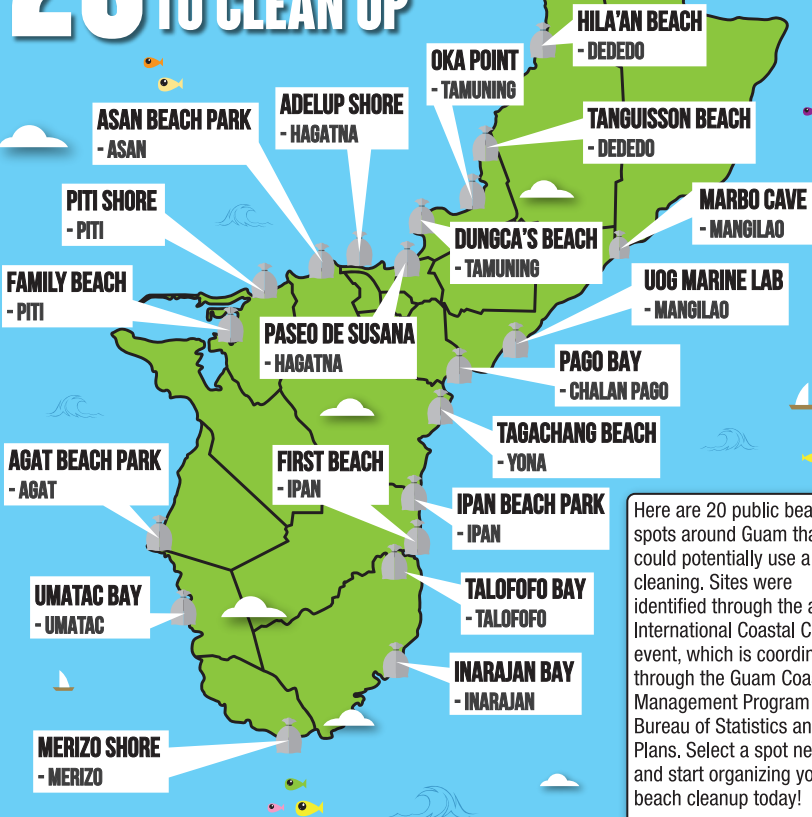 TO CLEAN UP
HILA'AN BEACH
- DEDEDO
OKA POINT
- TAMUNING
ADELUP SHORE
- HAGATNA
ASAN BEACH PARK
- ASAN
TANGUISSON BEACH
- DEDEDO
PITI SHORE
- PITI
MARBO CAVE
- MANGILAO
DUNGCA'S BEACH
- TAMUNING
FAMILY BEACH
- PITI
UOG MARINE LAB
- MANGILAO
PASEO DE SUSANA
- HAGATNA
PAGO BAY
- CHALAN PAGO
TAGACHANG BEACH
- YONA
AGAT BEACH PARK
- AGAT
FIRST BEACH
- IPAN
IPAN BEACH PARK
- IPAN
TALOFOFO BAY
- TALOFOFO
UMATAC BAY
- UMATAC
INARAJAN BAY
- INARAJAN
MERIZO SHORE
- MERIZO
Here are 20 public bea
spots around Guam tha
could potentially use a
cleaning. Sites were
identified through the a
International Coastal C
event, which is coordin
through the Guam Coa
Management Program
Bureau of Statistics an
Plans. Select a spot ne
and start organizing yo
beach cleanup today!